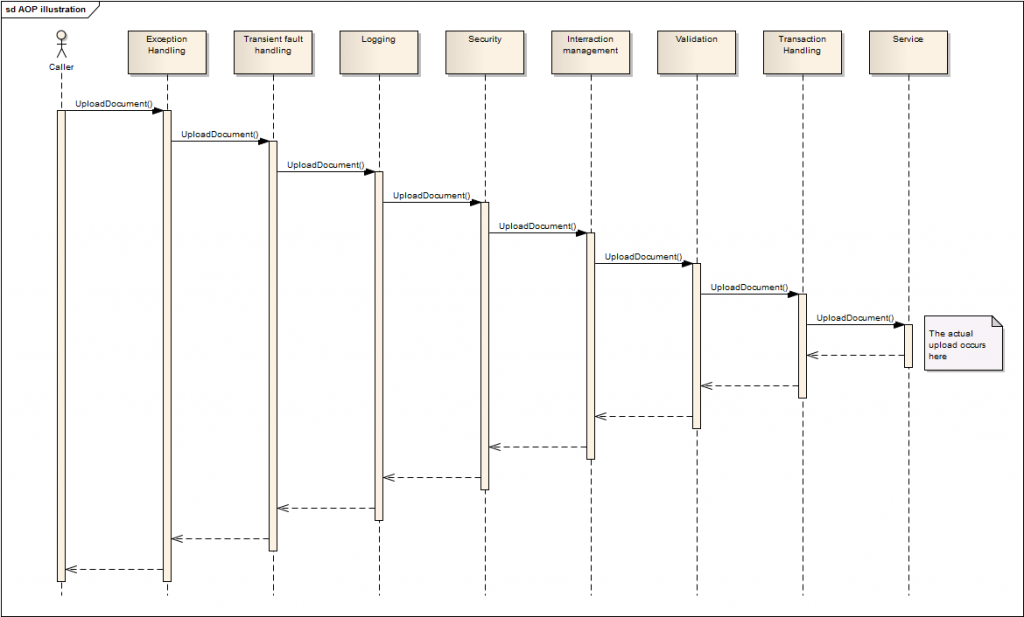 sd AOP illustration
Caller
Exception
Handling
Transient fault
handling
Logging
Security
Interraction
management
Validation
Transaction
Handling
Service
UploadDocument()
UploadDocument()
UploadDocument()
UploadDocument()
UploadDocument()
UploadDocument()
UploadDocument()
UploadDocument()
The actual
upload occurs
here